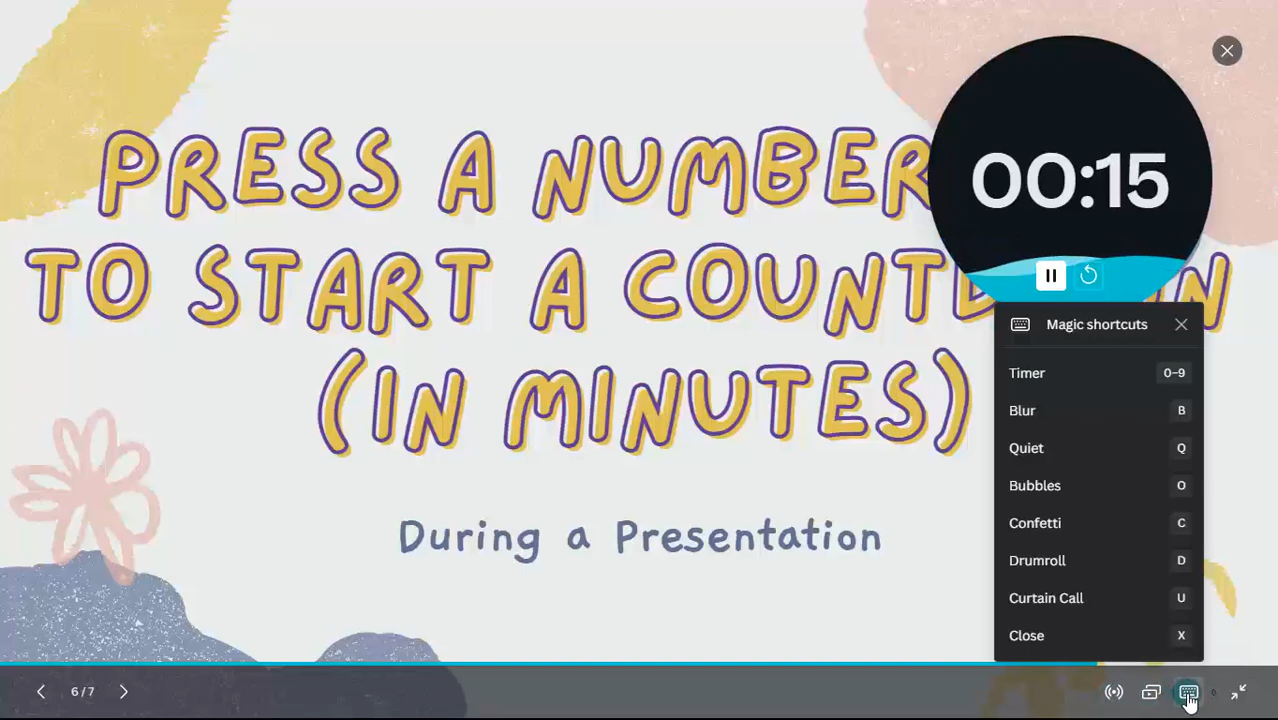 PRESS A NUMBER
TO START A COUNTD N
(IN MINUTES)
During a Presentation
00:15
Magic shortcuts
Timer 0-9
Blur B
Quiet Q
Bubbles O
Confetti C
Drumroll D
Curtain Call U
Close X
6/7